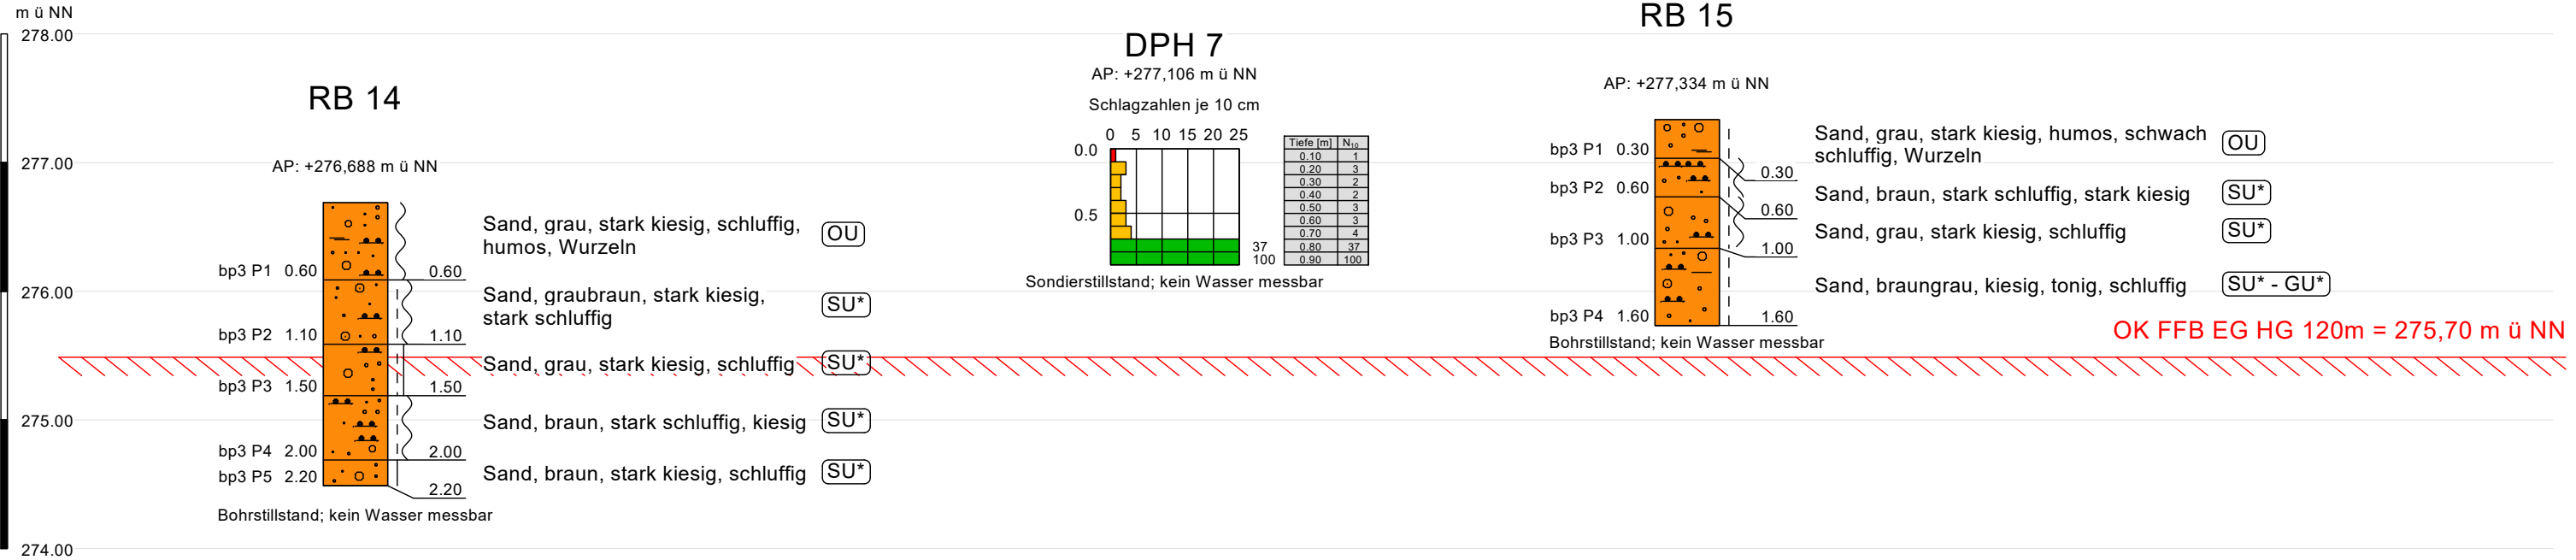 m ü NN
278.00
277.00
276.00
275.00
274.00
RB 14
AP: +276,688 m ü NN
bp3 P1 0.60
0.60
Sand, grau, stark kiesig, schluffig,
humos, Wurzeln
OU
bp3 P2 1.10
1.10
Sand, graubraun, stark kiesig,
stark schluffig
SU*
bp3 P3 1.50
1.50
Sand, grau, stark kiesig, schluffig
SU*
bp3 P4 2.00
2.00
Sand, braun, stark schluffig, kiesig
SU*
bp3 P5 2.20
2.20
Sand, braun, stark kiesig, schluffig
SU*
Bohrstillstand; kein Wasser messbar
DPH 7
AP: +277,106 m ü NN
Schlagzahlen je 10 cm
0 5 10 15 20 25
0.0
0.5
37
100
Tiefe [m] N10
0.10 1
0.20 3
0.30 2
0.40 2
0.50 3
0.60 3
0.70 4
0.80 37
0.90 100
Sondierstillstand; kein Wasser messbar
RB 15
AP: +277,334 m ü NN
bp3 P1 0.30
0.30
Sand, grau, stark kiesig, humos, schwach
schluffig, Wurzeln
OU
bp3 P2 0.60
0.60
Sand, braun, stark schluffig, stark kiesig
SU*
bp3 P3 1.00
1.00
Sand, grau, stark kiesig, schluffig
SU*
bp3 P4 1.60
1.60
Sand, braungrau, kiesig, tonig, schluffig
SU* - GU*
Bohrstillstand; kein Wasser messbar
OK FFB EG HG 120m = 275,70 m ü NN